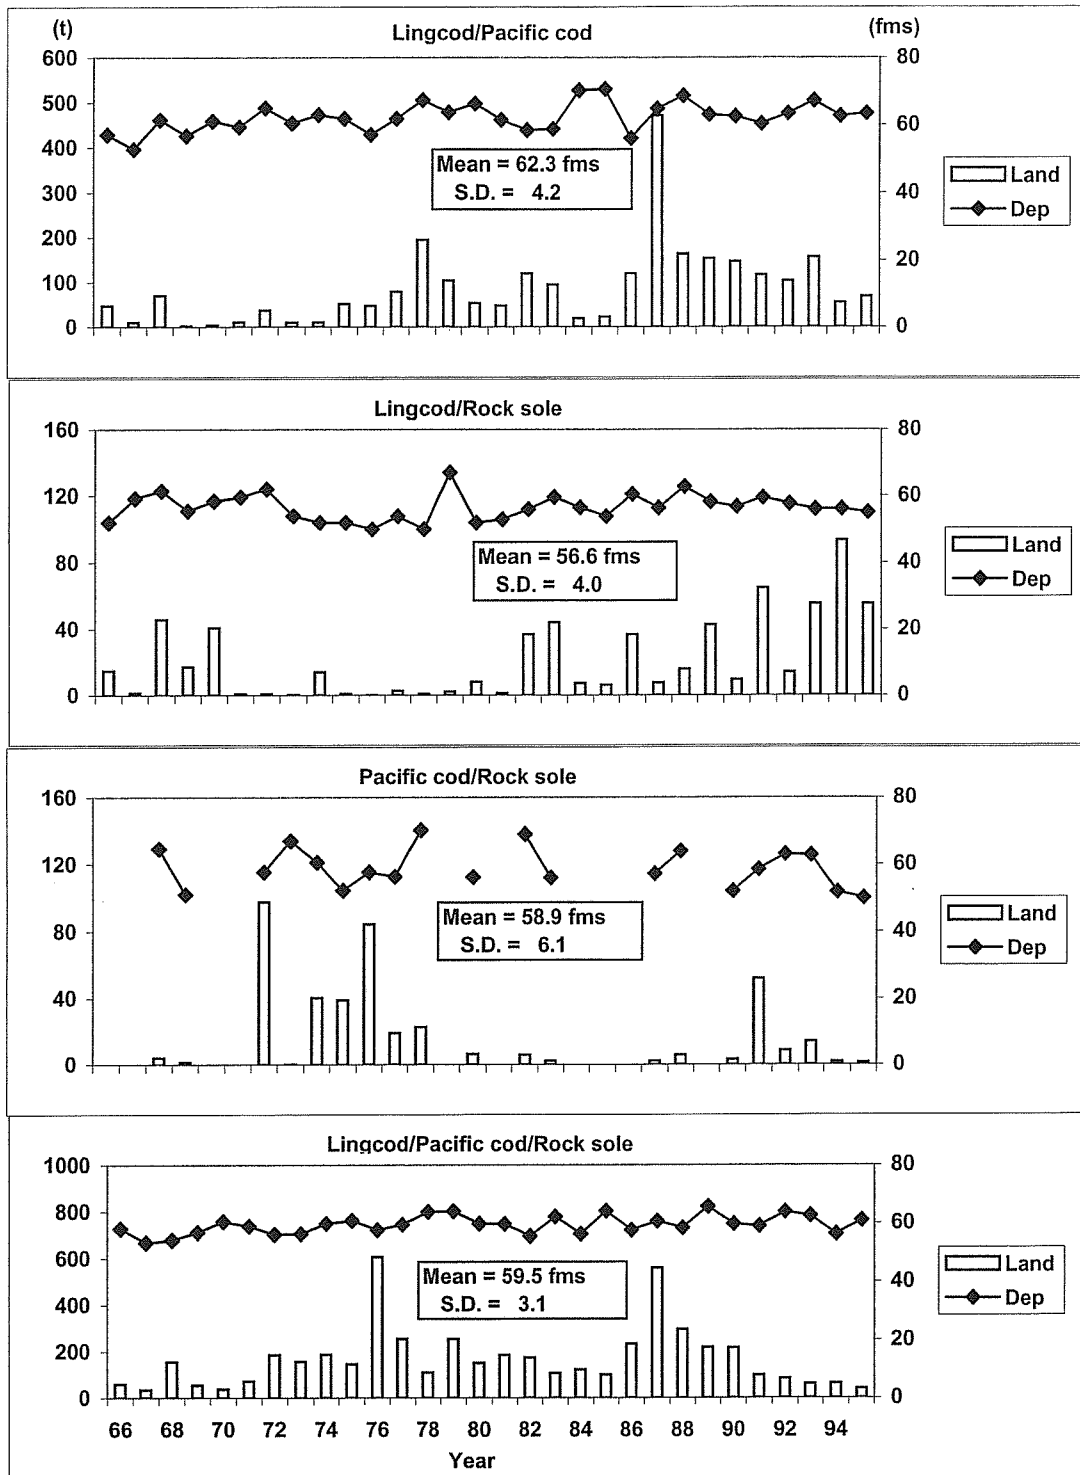 (t) Lingcod/Pacific cod (fms)
600 80
500
60
400
Mean = 62.3 fms
S.D. = 4.2
Land
Dep
300
40
200
20
100
0 0
Lingcod/Rock sole
160 80
120 60
Mean = 56.6 fms
S.D. = 4.0
Land
Dep
80 40
40 20
0 0
Pacific cod/Rock sole
160 80
120 60
Mean = 58.9 fms
S.D. = 6.1
Land
Dep
80 40
40 20
0 0
Lingcod/Pacific cod/Rock sole
1000 80
800
60
600
Mean = 59.5 fms
S.D. = 3.1
Land
Dep
40
400
20
200
0 0
66 68 70 72 74 76 78 80 82 84 86 88 90 92 94
Year